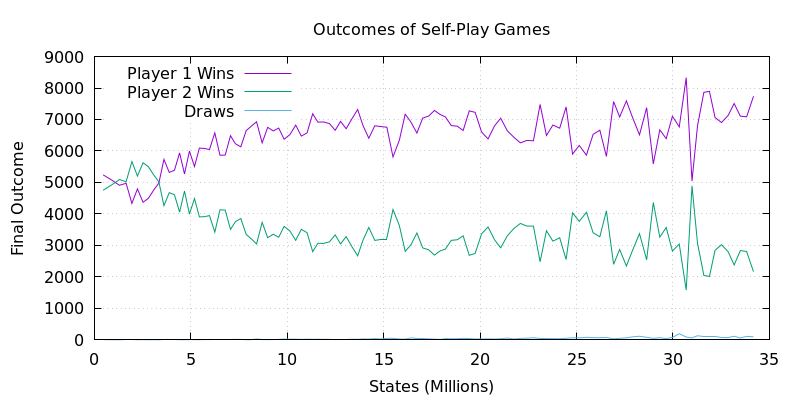 Outcomes of Self-Play Games
9000
8000
7000
6000
5000
4000
3000
2000
1000
0
Final Outcome
Player 1 Wins
Player 2 Wins
Draws
0 5 10 15 20 25 30 35
States (Millions)